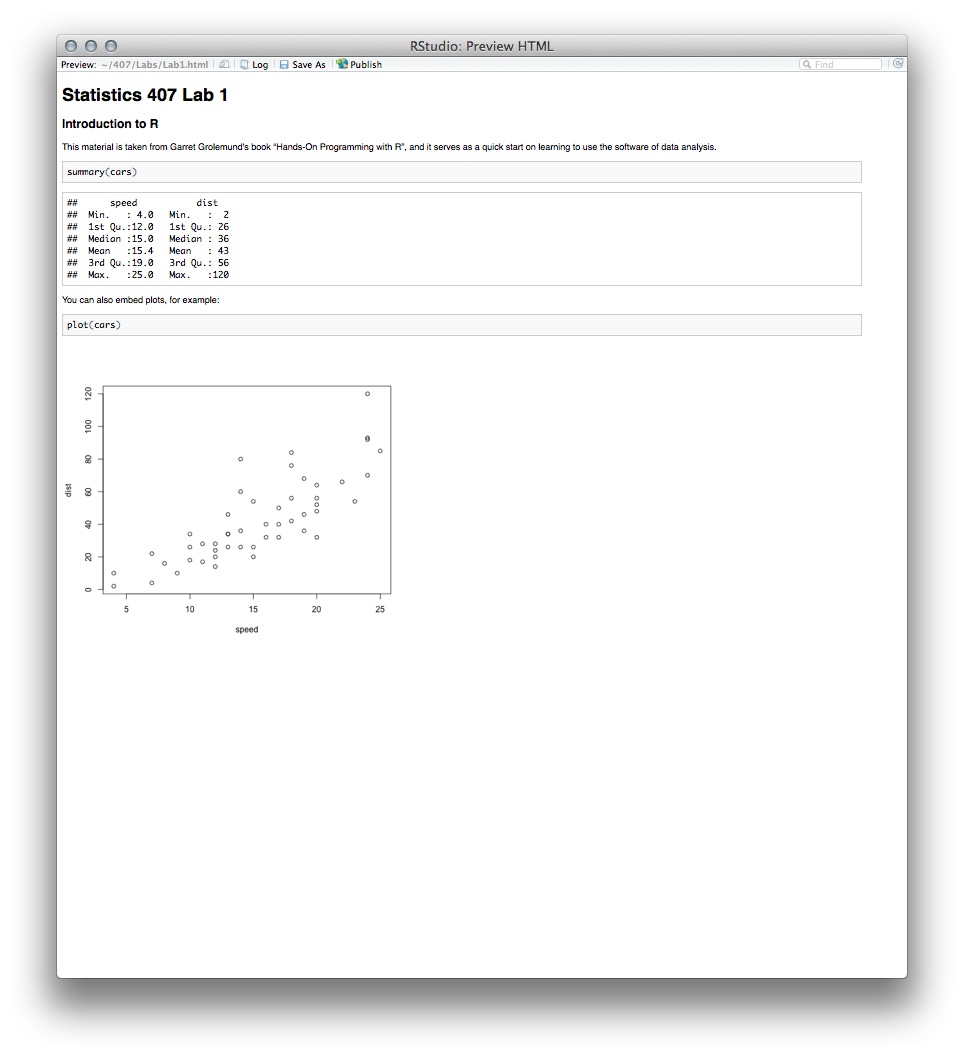 RStudio: Preview HTML
Preview: ~/407/Labs/Lab1.html Log Save As Publish Find
Statistics 407 Lab 1
Introduction to R
This material is taken from Garret Grolemund's book “Hands-On Programming with R”, and it serves as a quick start on learning to use the software of data analysis.
summary(cars)
##      speed           dist
##  Min.   : 4.0   Min.   :  2
##  1st Qu.:12.0   1st Qu.: 26
##  Median :15.0   Median : 36
##  Mean   :15.4   Mean   : 43
##  3rd Qu.:19.0   3rd Qu.: 56
##  Max.   :25.0   Max.   :120
You can also embed plots, for example:
plot(cars)
120
100
80
60
40
20
0
dist
5 10 15 20 25
speed